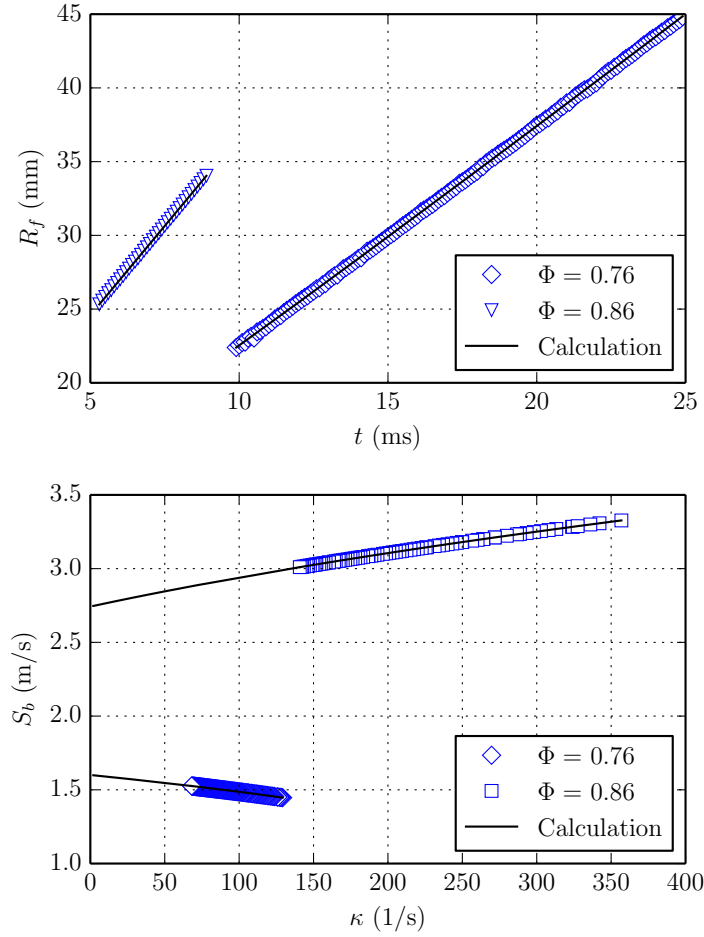 45
40
35
30
25
20
R_f (mm)
Φ = 0.76
Φ = 0.86
Calculation
5 10 15 20 25
t (ms)
3.5
3.0
2.5
2.0
1.5
1.0
S_b (m/s)
Φ = 0.76
Φ = 0.86
Calculation
0 50 100 150 200 250 300 350 400
κ (1/s)